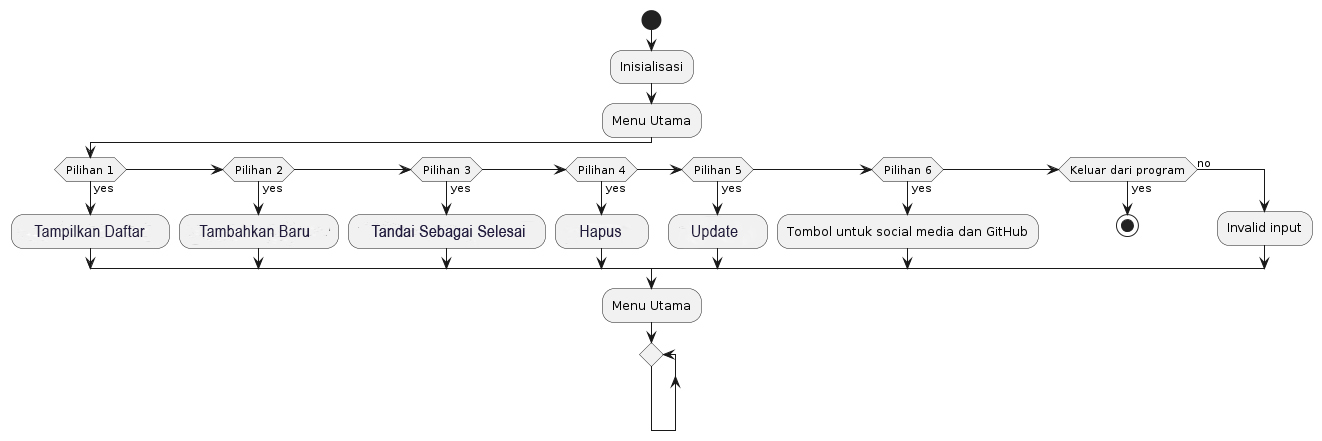 Inisialisasi
Menu Utama
Pilihan 1
Pilihan 2
Pilihan 3
Pilihan 4
Pilihan 5
Pilihan 6
Keluar dari program
no
yes
yes
yes
yes
yes
yes
yes
Tampilkan Daftar
Tambahkan Baru
Tandai Sebagai Selesai
Hapus
Update
Tombol untuk social media dan GitHub
Invalid input
Menu Utama